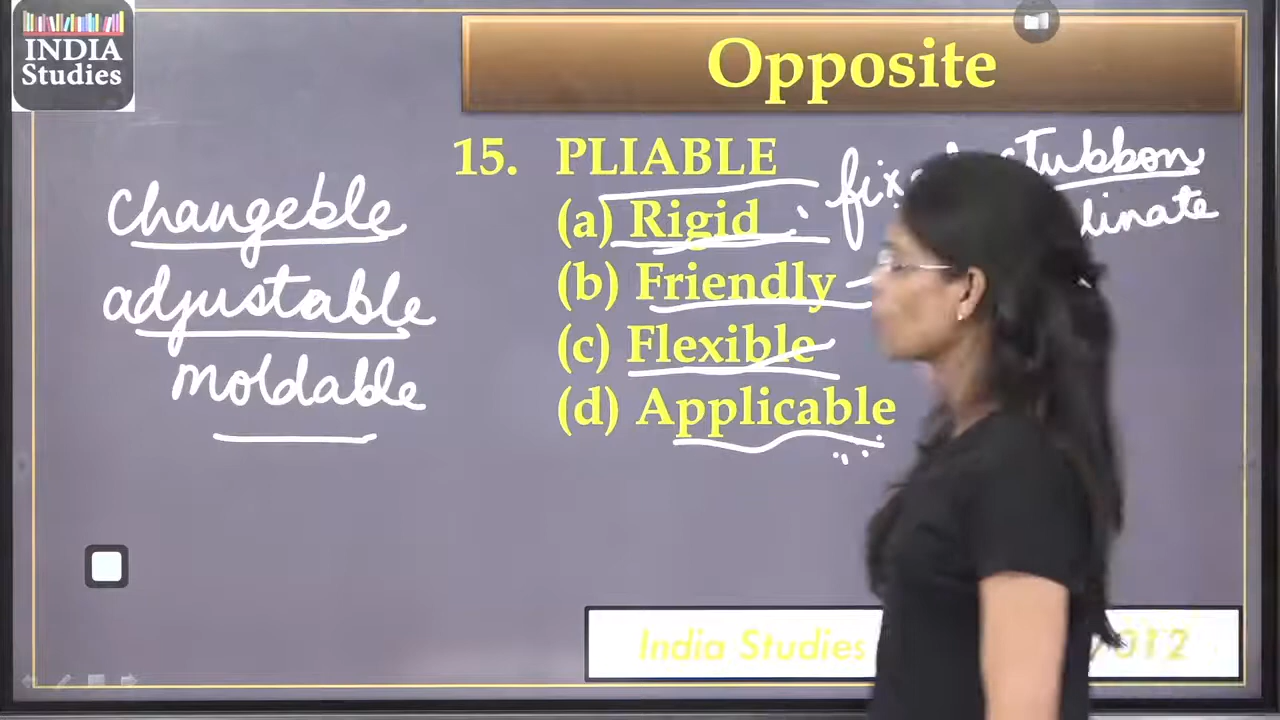 INDIA
Studies
Opposite
15. PLIABLE
stubbon
changeble
(a) Rigid :
adjustable
(b) Friendly
moldable
(c) Flexible
(d) Applicable
India Studies